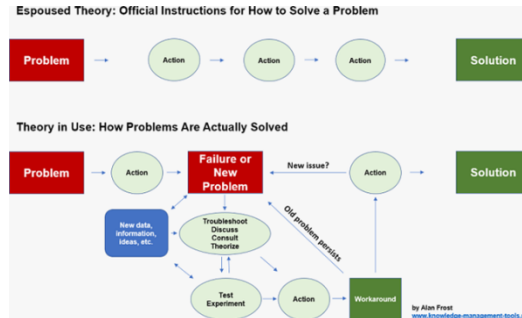 Espoused Theory: Official Instructions for How to Solve a Problem
Problem
Action
Action
Action
Solution
Theory in Use: How Problems Are Actually Solved
Problem
Action
Failure or
New
Problem
New issue?
Action
Solution
New data,
information,
ideas, etc.
Troubleshoot
Discuss
Consult
Theorize
Old problem persists
Test
Experiment
Action
Workaround
by Alan Frost
www.knowledge-management-tools.